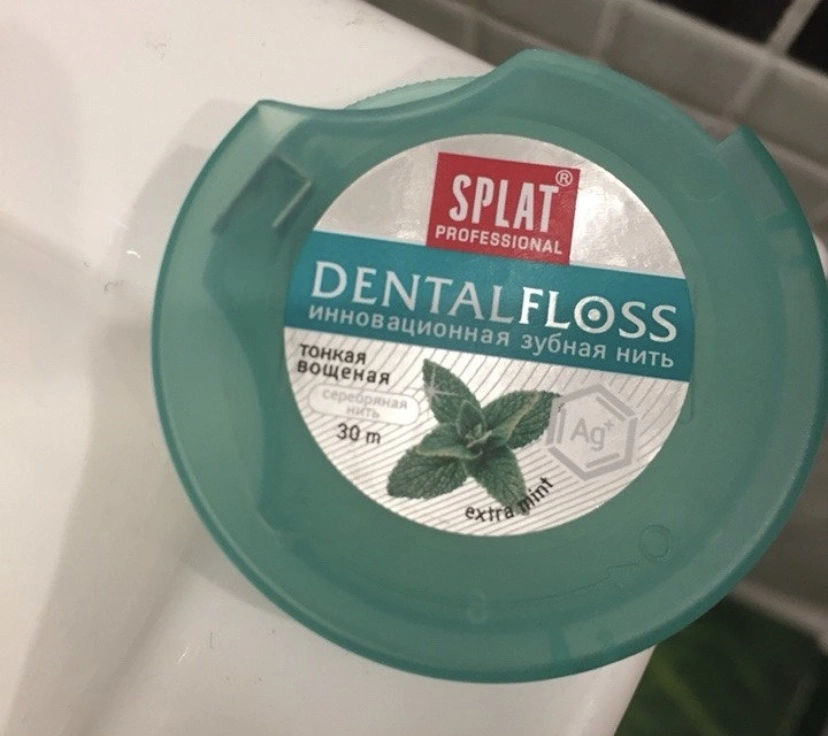 SPLAT®
PROFESSIONAL
DENTALFLOSS
инновационная зубная нить
тонкая
вощеная
серебряная
нить
30 m
Ag⁺
extra mint